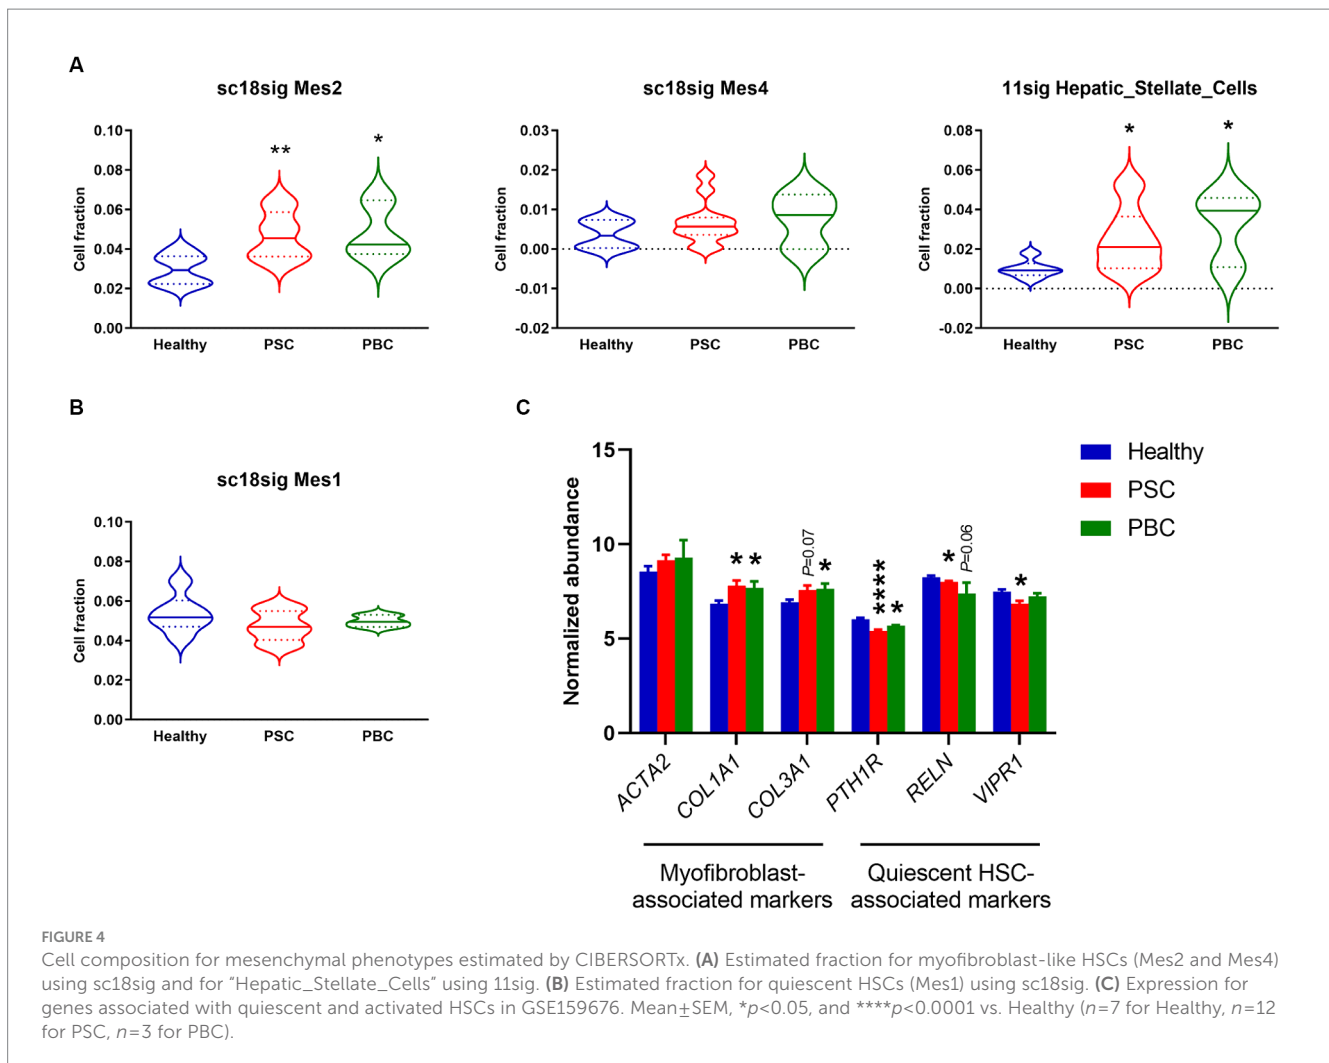 A
sc18sig Mes2
sc18sig Mes4
11sig Hepatic_Stellate_Cells
Cell fraction
0.10
0.08
0.06
0.04
0.02
0.00
**
*
Healthy
PSC
PBC
Cell fraction
0.03
0.02
0.01
0.00
-0.01
-0.02
Healthy
PSC
PBC
Cell fraction
0.08
0.06
0.04
0.02
0.00
-0.02
*
*
Healthy
PSC
PBC
B
sc18sig Mes1
Cell fraction
0.10
0.08
0.06
0.04
0.02
0.00
Healthy
PSC
PBC
C
Normalized abundance
15
10
5
0
* *
P=0.07
*
****
*
*
P=0.06
*
Healthy
PSC
PBC
ACTA2
COL1A1
COL3A1
PTH1R
RELN
VIPR1
Myofibroblast-
associated markers
Quiescent HSC-
associated markers
FIGURE 4
Cell composition for mesenchymal phenotypes estimated by CIBERSORTx. (A) Estimated fraction for myofibroblast-like HSCs (Mes2 and Mes4)
using sc18sig and for "Hepatic_Stellate_Cells" using 11sig. (B) Estimated fraction for quiescent HSCs (Mes1) using sc18sig. (C) Expression for
genes associated with quiescent and activated HSCs in GSE159676. Mean±SEM, *p<0.05, and ****p<0.0001 vs. Healthy (n=7 for Healthy, n=12
for PSC, n=3 for PBC).